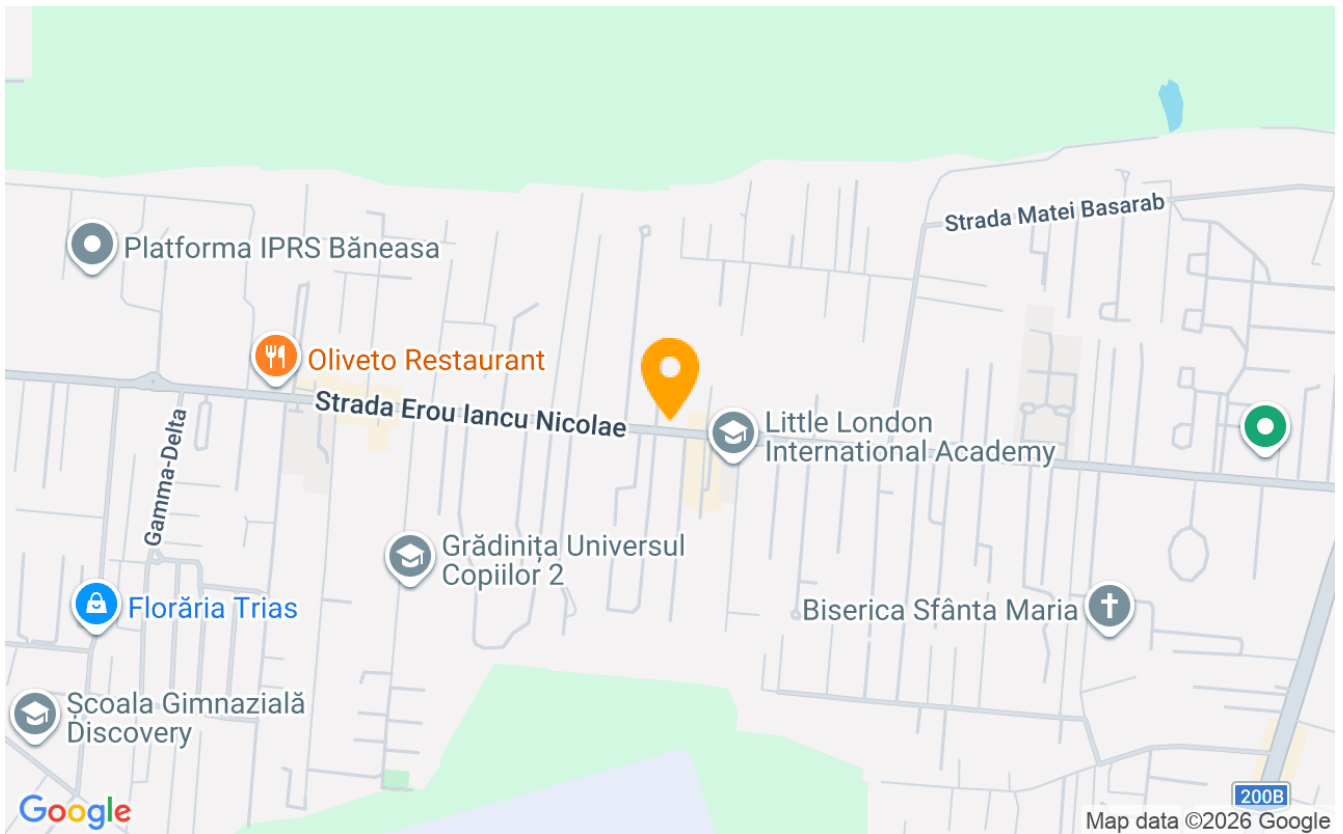 Strada Matei Basarab
Platforma IPRS Băneasa
Oliveto Restaurant
Strada Erou Iancu Nicolae
Little London
International Academy
Gamma-Delta
Grădinița Universul
Copiilor 2
Florăria Trias
Biserica Sfânta Maria
Școala Gimnazială
Discovery
200B
Google
Map data ©2026 Google